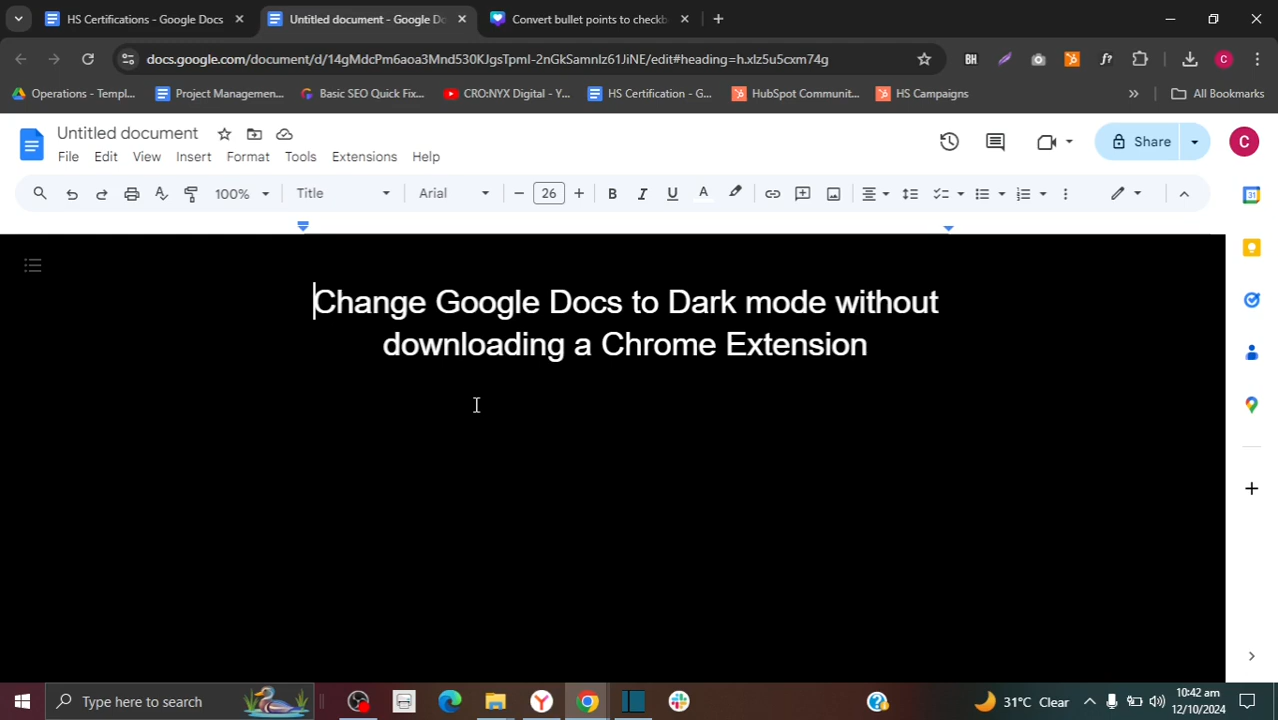 HS Certifications - Google Docs
Untitled document - Google Do
Convert bullet points to checkb
docs.google.com/document/d/14gMdcPm6aoa3Mnd530KJgsTpmI-2nGkSamnIz61JiNE/edit#heading=h.xlz5u5cxm74g
Operations - Templ...
Project Managemen...
Basic SEO Quick Fix...
CRO:NYX Digital - Y...
HS Certification - G...
HubSpot Communit...
HS Campaigns
All Bookmarks
Untitled document
File Edit View Insert Format Tools Extensions Help
Share
C
100% Title Arial 26 B I U A
Change Google Docs to Dark mode without
downloading a Chrome Extension
Type here to search
31°C Clear
10:42 am
12/10/2024